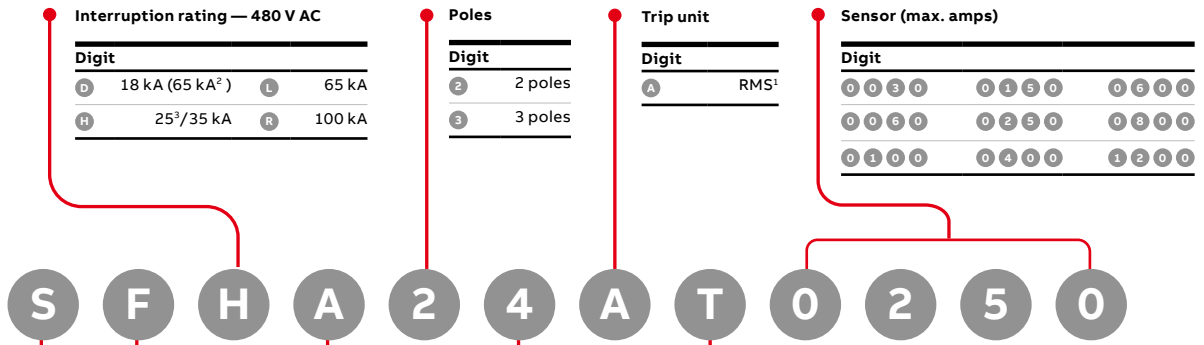 Interruption rating — 480 V AC
Digit
D 18 kA (65 kA²) L 65 kA
H 25³/35 kA R 100 kA
Poles
Digit
2 2 poles
3 3 poles
Trip unit
Digit
A RMS¹
Sensor (max. amps)
Digit
0030 0150 0600
0060 0250 0800
0100 0400 1200
S F H A 2 4 A T 0 2 5 0